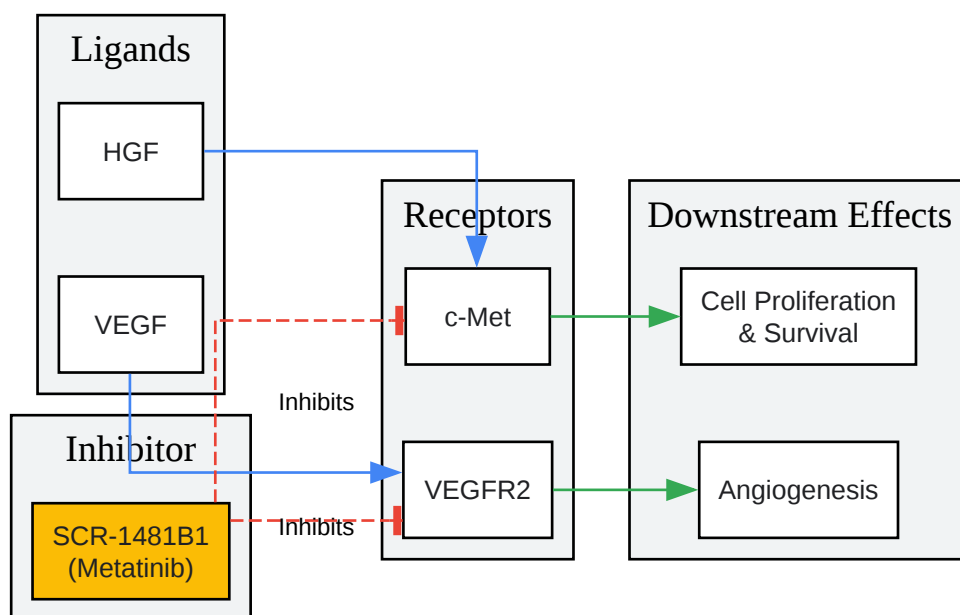 Ligands
HGF
VEGF
Inhibitor
SCR-1481B1
(Metatinib)
Inhibits
Inhibits
Receptors
c-Met
VEGFR2
Downstream Effects
Cell Proliferation
& Survival
Angiogenesis